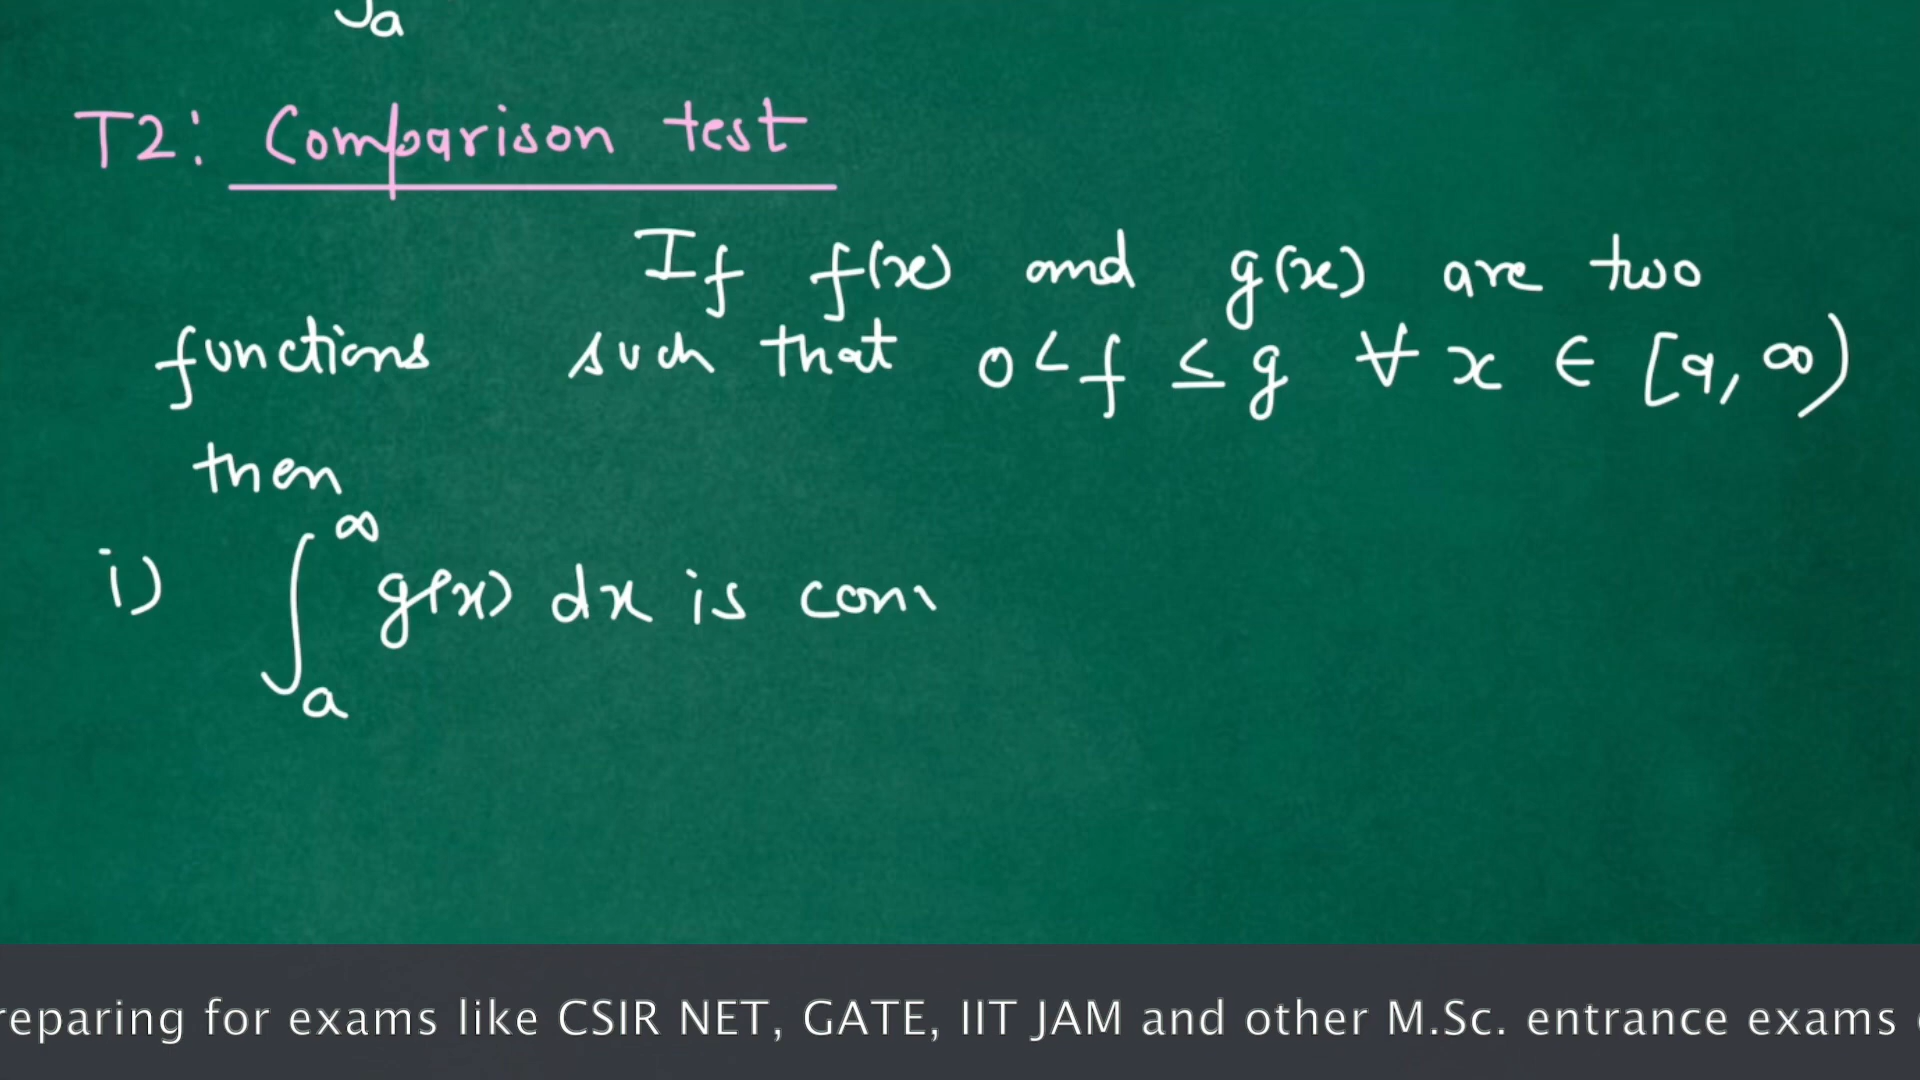 ∫a
T2: Comparison test
If f(x) and g(x) are two
functions such that 0 < f ≤ g ∀ x ∈ [a, ∞)
then
i) ∫_a^∞ g(x) dx is con
reparing for exams like CSIR NET, GATE, IIT JAM and other M.Sc. entrance exams